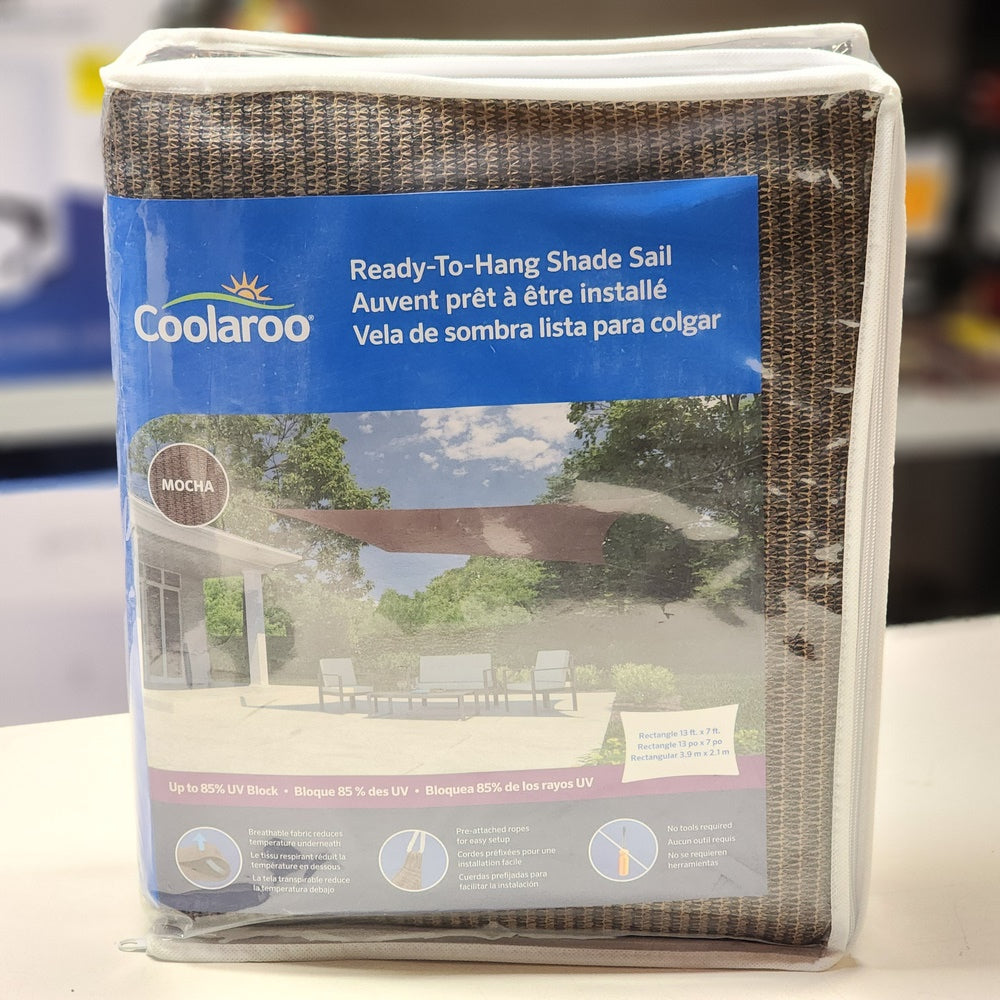 Coolaroo®
Ready-To-Hang Shade Sail
Auvent prêt à être installé
Vela de sombra lista para colgar
MOCHA
Rectangle 13 ft. x 7 ft.
Rectangle 13 po x 7 po
Rectangular 3.9 m x 2.1 m
Up to 85% UV Block • Bloque 85 % des UV • Bloquea 85% de los rayos UV
Breathable fabric reduces
temperature underneath
Le tissu respirant réduit la
température en dessous
La tela transpirable reduce
la temperatura debajo
Pre-attached ropes
for easy setup
Cordes préfixées pour une
installation facile
Cuerdas prefijadas para
facilitar la instalación
No tools required
Aucun outil requis
No se requieren
herramientas